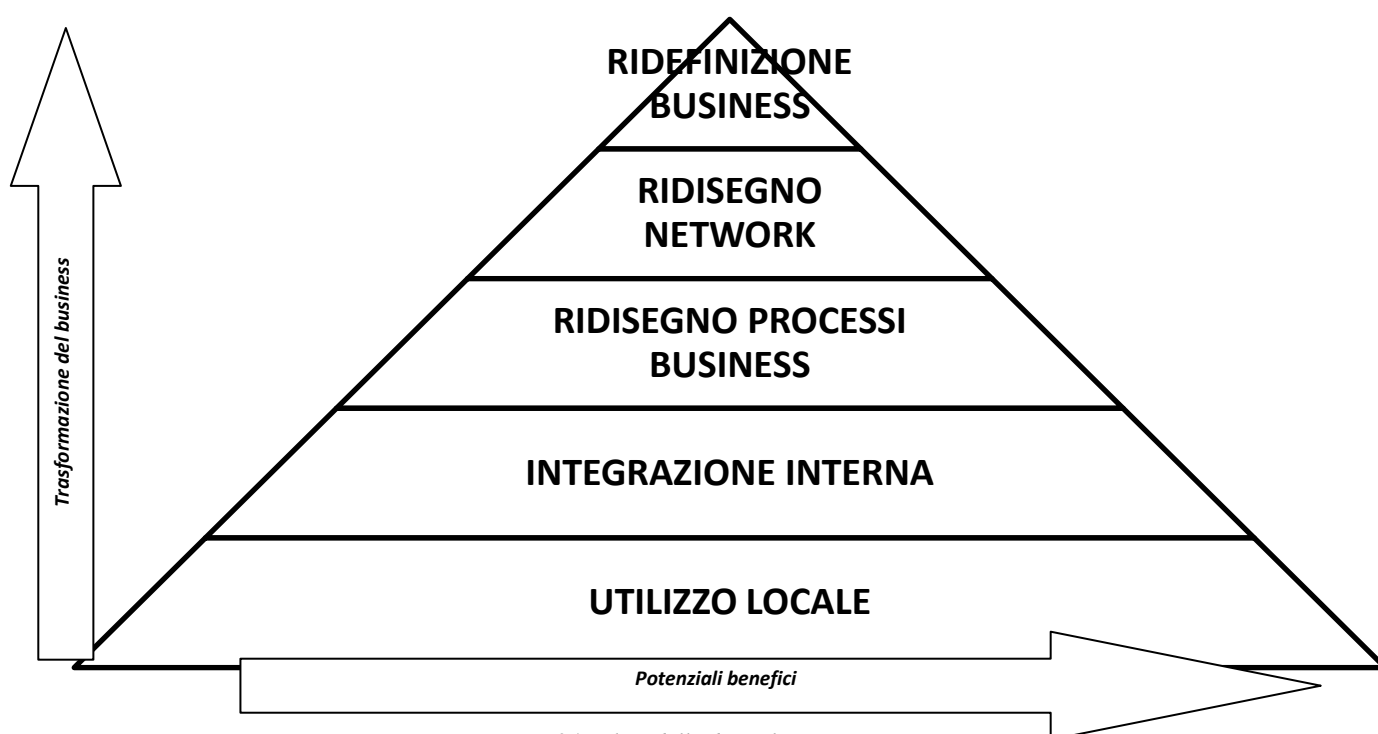 RIDEFINIZIONE
BUSINESS
RIDISEGNO
NETWORK
RIDISEGNO PROCESSI
BUSINESS
INTEGRAZIONE INTERNA
UTILIZZO LOCALE
Trasformazione del business
Potenziali benefici